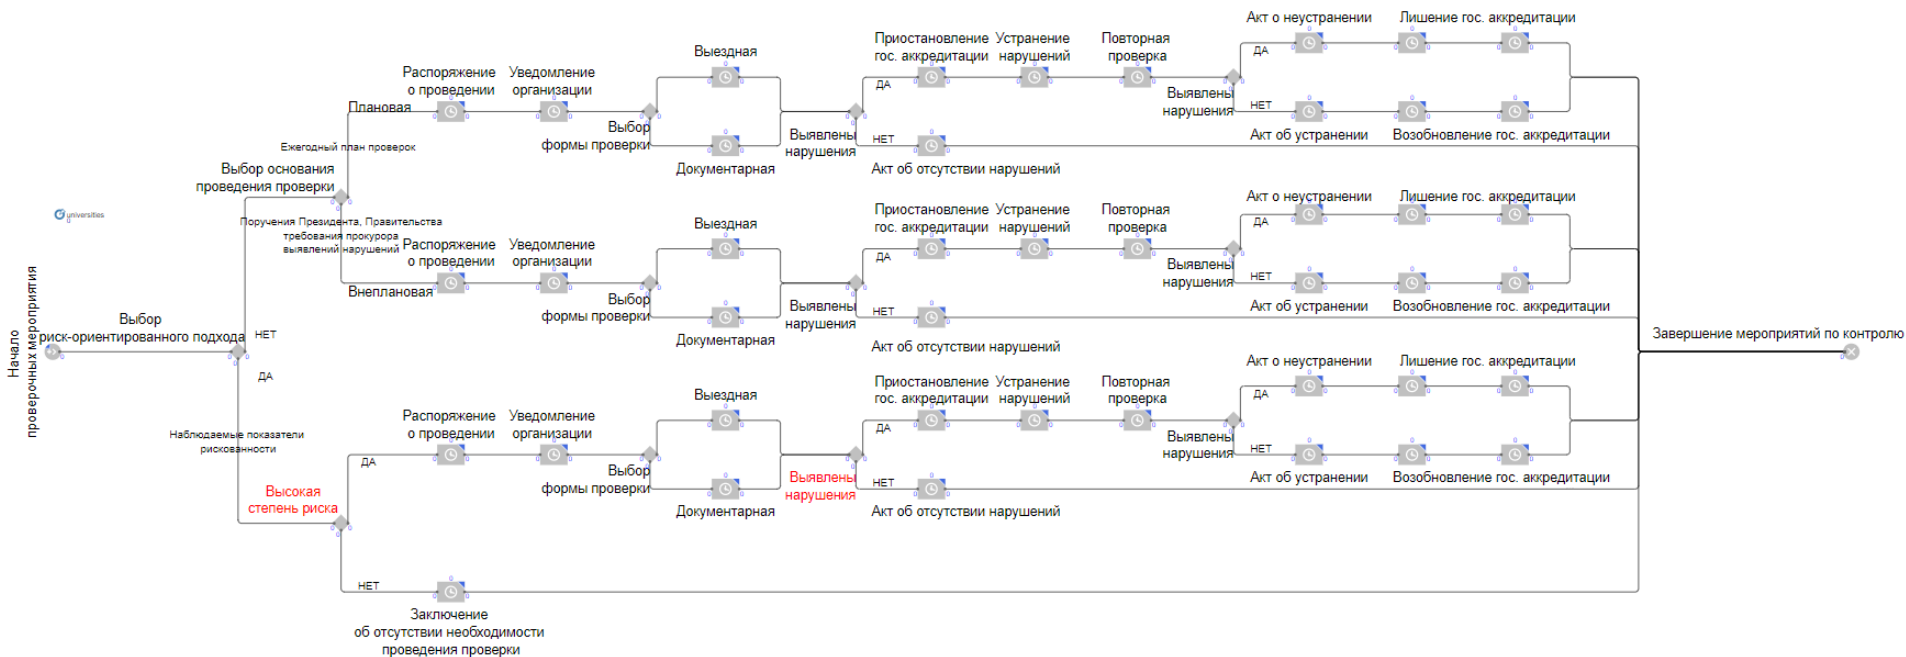 Начало
проверочных мероприятия
universities
Выбор
риск-ориентированного подхода
НЕТ
ДА
Выбор основания
проведения проверки
Ежегодный план проверок
Плановая
Распоряжение
о проведении
Уведомление
организации
Выбор
формы проверки
Выездная
Документарная
Выявлены
нарушения
ДА
НЕТ
Приостановление
гос. аккредитации
Устранение
нарушений
Повторная
проверка
Акт об отсутствии нарушений
Выявлены
нарушения
ДА
НЕТ
Акт о неустранении
Лишение гос. аккредитации
Акт об устранении
Возобновление гос. аккредитации
Поручения Президента, Правительства
требования прокурора
выявлений нарушений
Внеплановая
Распоряжение
о проведении
Уведомление
организации
Выбор
формы проверки
Выездная
Документарная
Выявлены
нарушения
ДА
НЕТ
Приостановление
гос. аккредитации
Устранение
нарушений
Повторная
проверка
Акт об отсутствии нарушений
Выявлены
нарушения
ДА
НЕТ
Акт о неустранении
Лишение гос. аккредитации
Акт об устранении
Возобновление гос. аккредитации
Наблюдаемые показатели
рискованности
Высокая
степень риска
ДА
НЕТ
Распоряжение
о проведении
Уведомление
организации
Выбор
формы проверки
Выездная
Документарная
Выявлены
нарушения
ДА
НЕТ
Приостановление
гос. аккредитации
Устранение
нарушений
Повторная
проверка
Акт об отсутствии нарушений
Выявлены
нарушения
ДА
НЕТ
Акт о неустранении
Лишение гос. аккредитации
Акт об устранении
Возобновление гос. аккредитации
Заключение
об отсутствии необходимости
проведения проверки
Завершение мероприятий по контролю